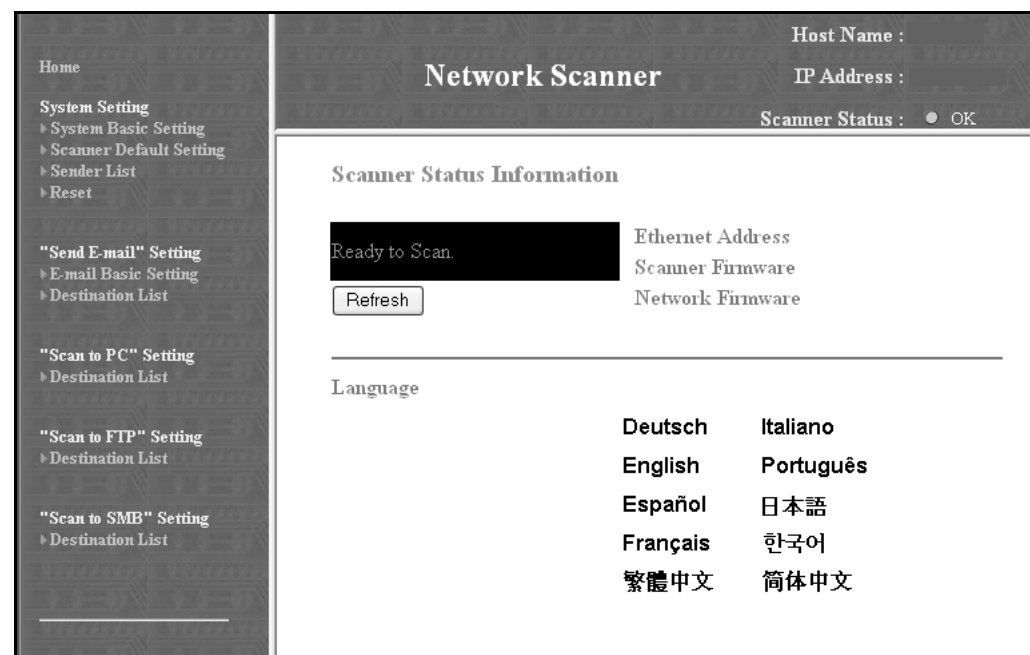 Home
System Setting
System Basic Setting
Scanner Default Setting
Sender List
Reset
"Send E-mail" Setting
E-mail Basic Setting
Destination List
"Scan to PC" Setting
Destination List
"Scan to FTP" Setting
Destination List
"Scan to SMB" Setting
Destination List
Network Scanner
Host Name :
IP Address :
Scanner Status : OK
Scanner Status Information
Ready to Scan.
Refresh
Ethernet Address
Scanner Firmware
Network Firmware
Language
Deutsch Italiano
English Português
Español 日本語
Français 한국어
繁體中文 简体中文